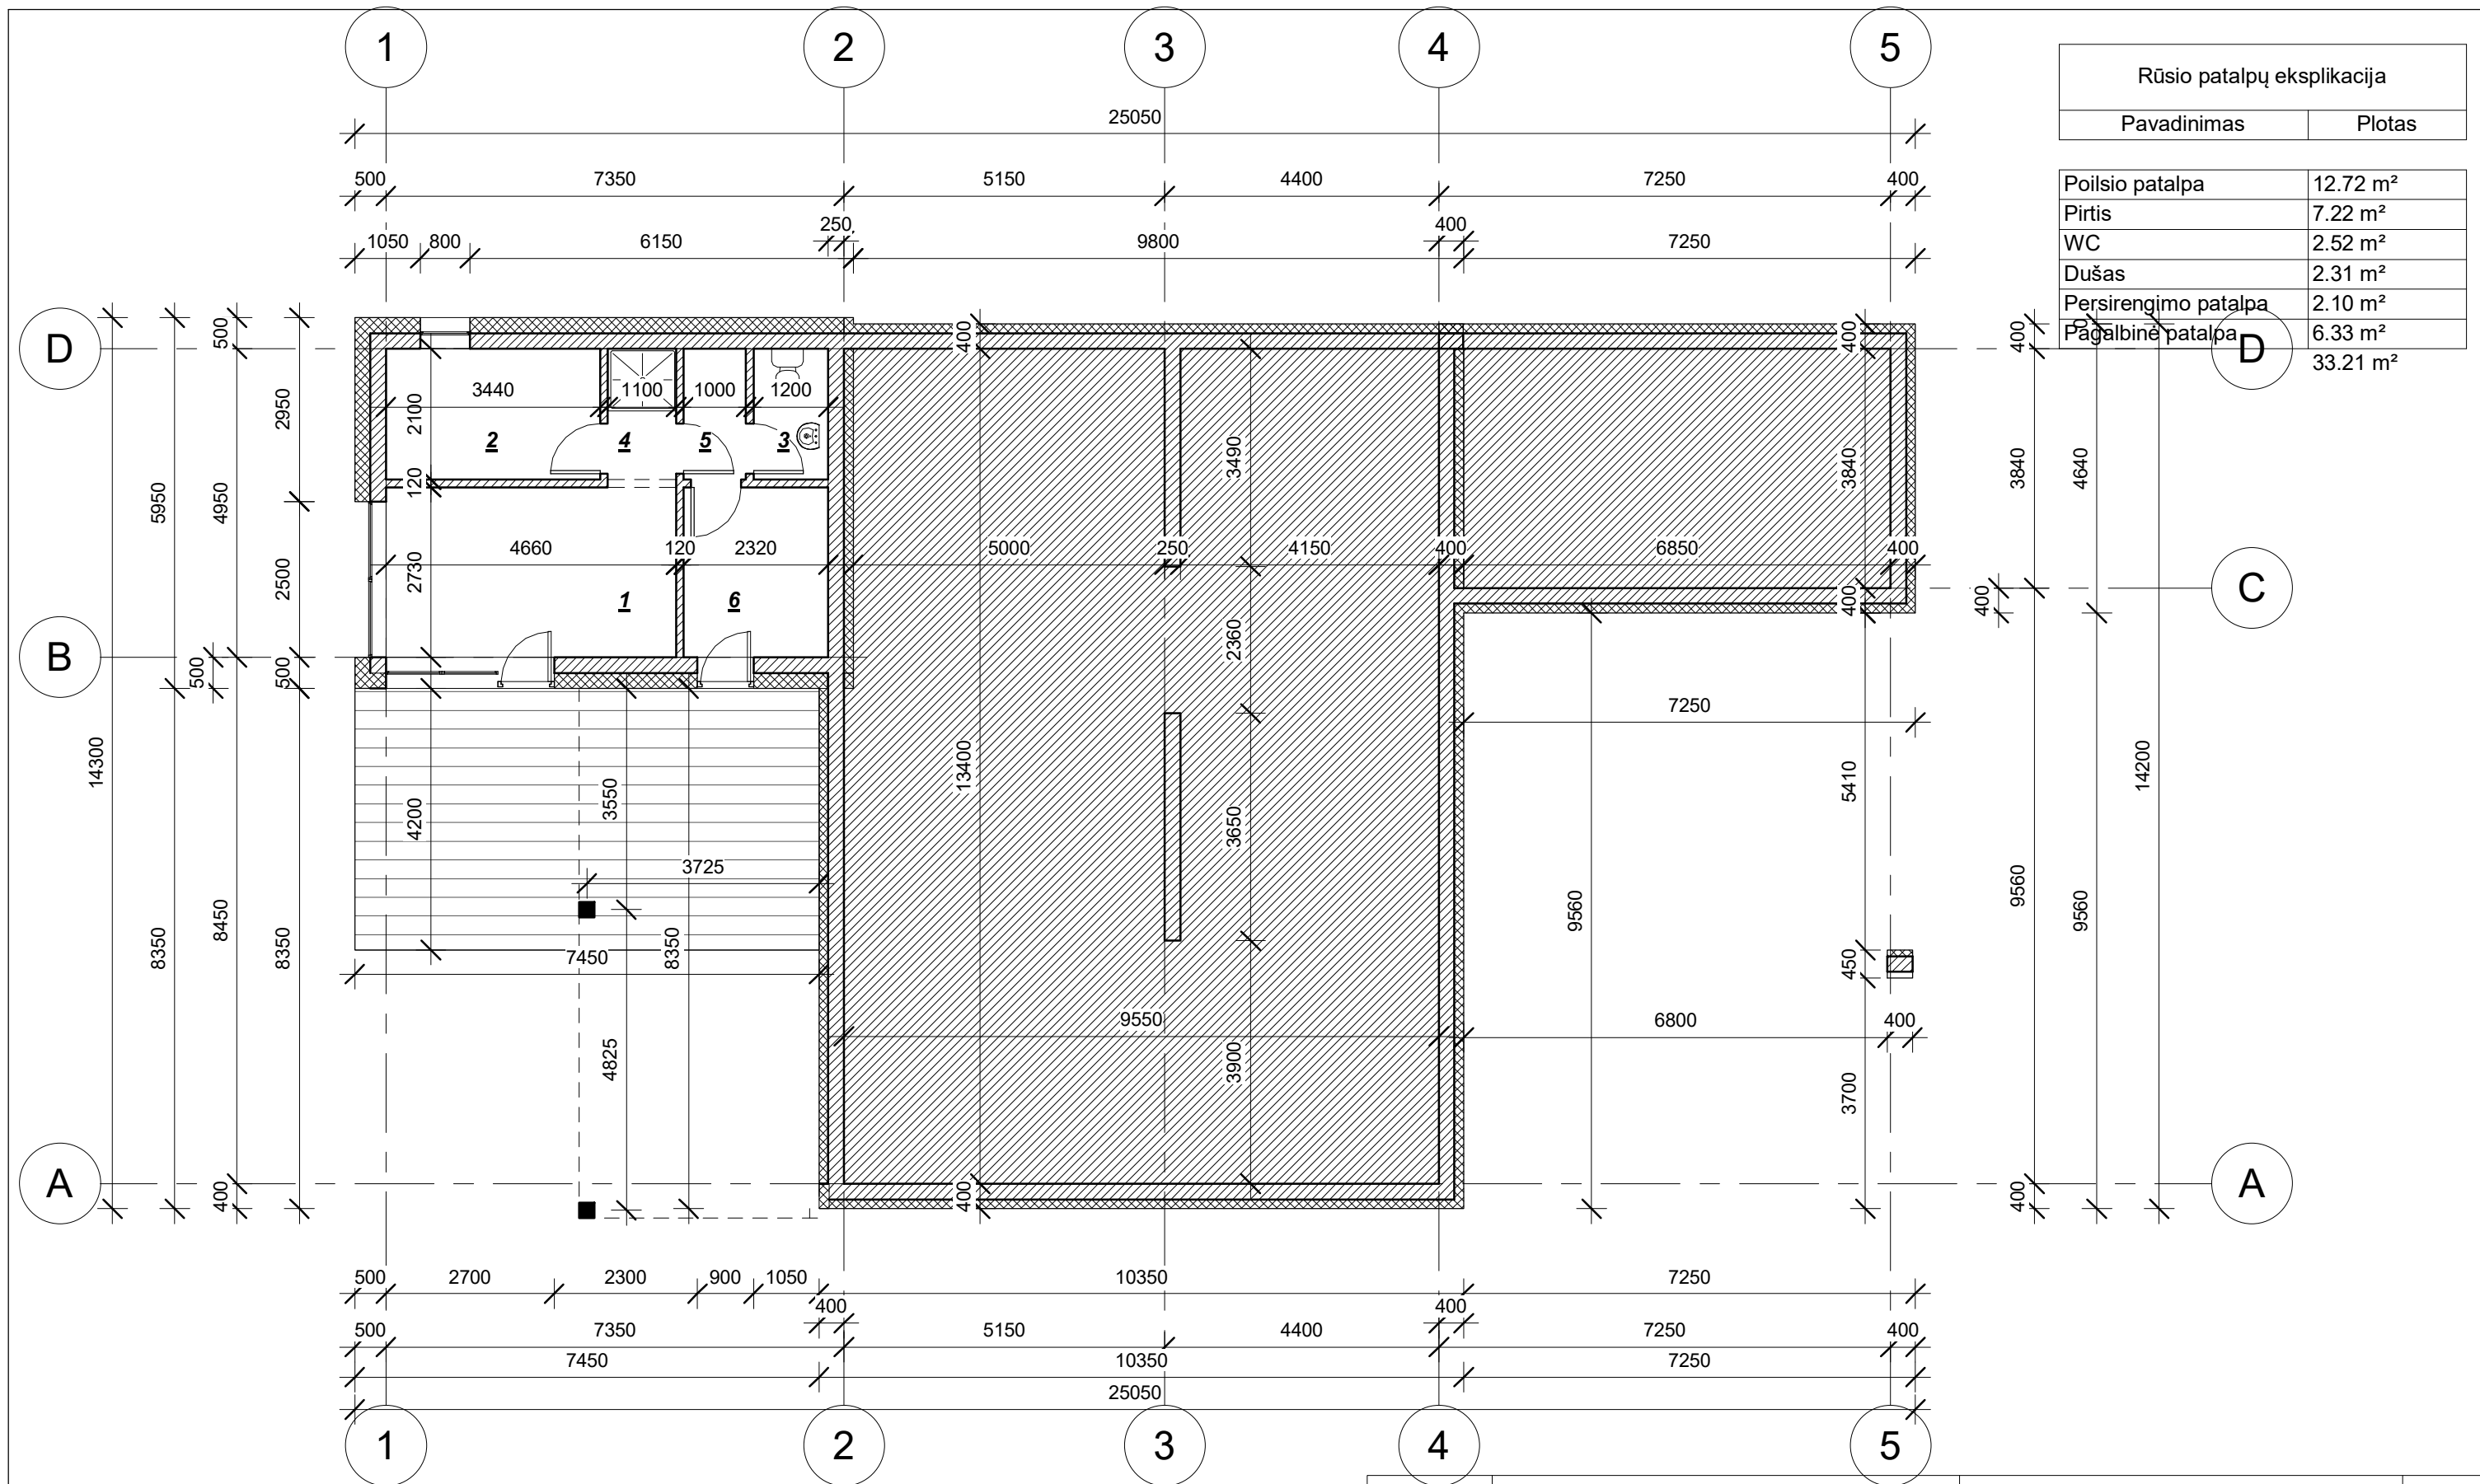 1 2 3 4 5
Rūsio patalpų eksplikacija
Pavadinimas Plotas
Poilsio patalpa 12.72 m²
Pirtis 7.22 m²
WC 2.52 m²
Dušas 2.31 m²
Persirengimo patalpa 2.10 m²
Pagalbinė patalpa 6.33 m²
33.21 m²
25050
500 7350 5150 4400 7250 400
250 400
1050 800 6150 9800 7250
D D
500 400 400 400 0
3440 1100 1000 1200
2950 2100
2 4 5 3
3490 3840 3840 4640
5950 4950 120
4660 120 2320 5000 250 4150 400 6850 400
2500 2730
C
1 6
400 400
B
500 500
2360
7250
14300 13400 5410 14200
4200 3550 3650
3725
8350 8450 8350
7450 8350
9560 9560 9560
450
9550 6800 400
4825 3900 3700
A A
400 400 400
500 2700 2300 900 1050 10350 7250
400 400
500 7350 5150 4400 7250 400
7450 10350 7250
25050
1 2 3 4 5